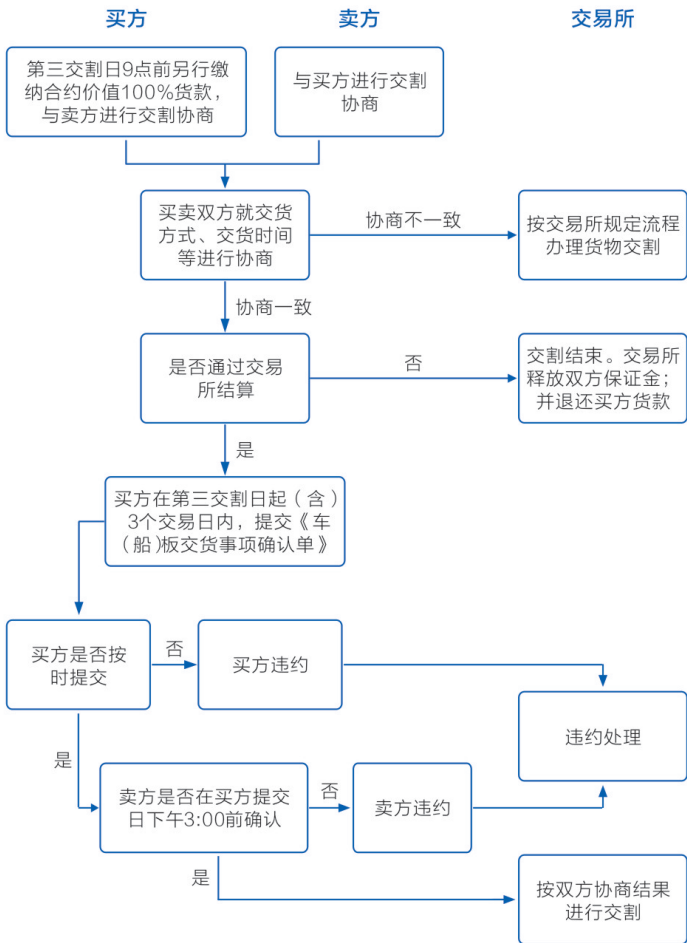 买方
卖方
交易所
第三交割日9点前另行缴
纳合约价值100%货款，
与卖方进行交割协商
与买方进行交割
协商
买卖双方就交货
方式、交货时间
等进行协商
协商不一致
按交易所规定流程
办理货物交割
协商一致
是否通过交易
所结算
否
交割结束。交易所
释放双方保证金；
并退还买方货款
是
买方在第三交割日起（含）
3个交易日内，提交《车
（船）板交货事项确认单》
买方是否按
时提交
否
买方违约
违约处理
是
卖方是否在买方提交
日下午3:00前确认
否
卖方违约
是
按双方协商结果
进行交割